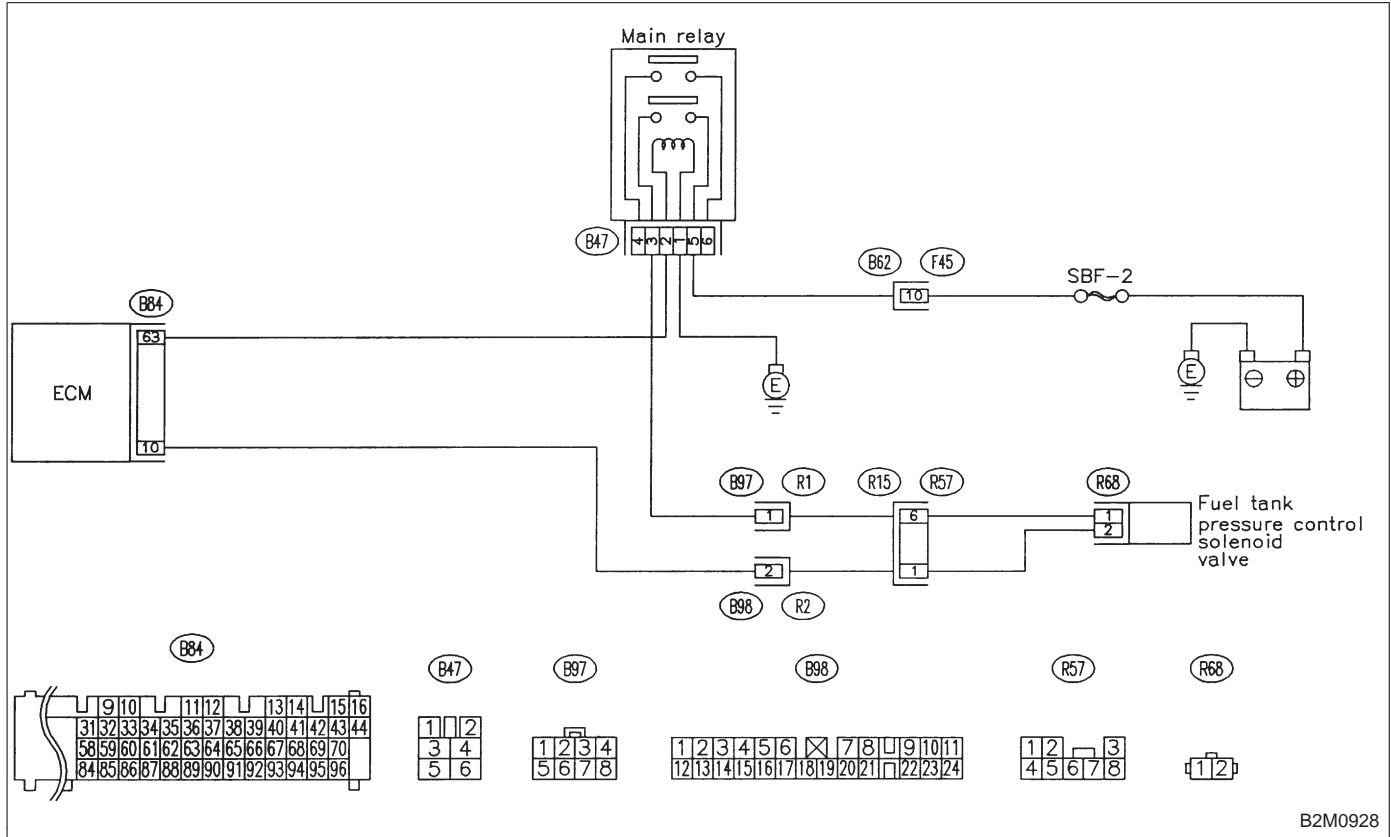 Main relay
B47
4 3 2 1 5 6
B62 F45
10
SBF-2
B84
63
ECM
10
E
E
⊖ ⊕
B97 R1
R15 R57
R68
1
6
1
2
Fuel tank
pressure control
solenoid
valve
2
1
B98 R2
B84
B47
B97
B98
R57
R68
9 10 11 12 13 14 15 16
31 32 33 34 35 36 37 38 39 40 41 42 43 44
58 59 60 61 62 63 64 65 66 67 68 69 70
84 85 86 87 88 89 90 91 92 93 94 95 96
1 2
3 4
5 6
1 2 3 4
5 6 7 8
1 2 3 4 5 6 7 8 9 10 11
12 13 14 15 16 17 18 19 20 21 22 23 24
1 2 3
4 5 6 7 8
1 2
B2M0928